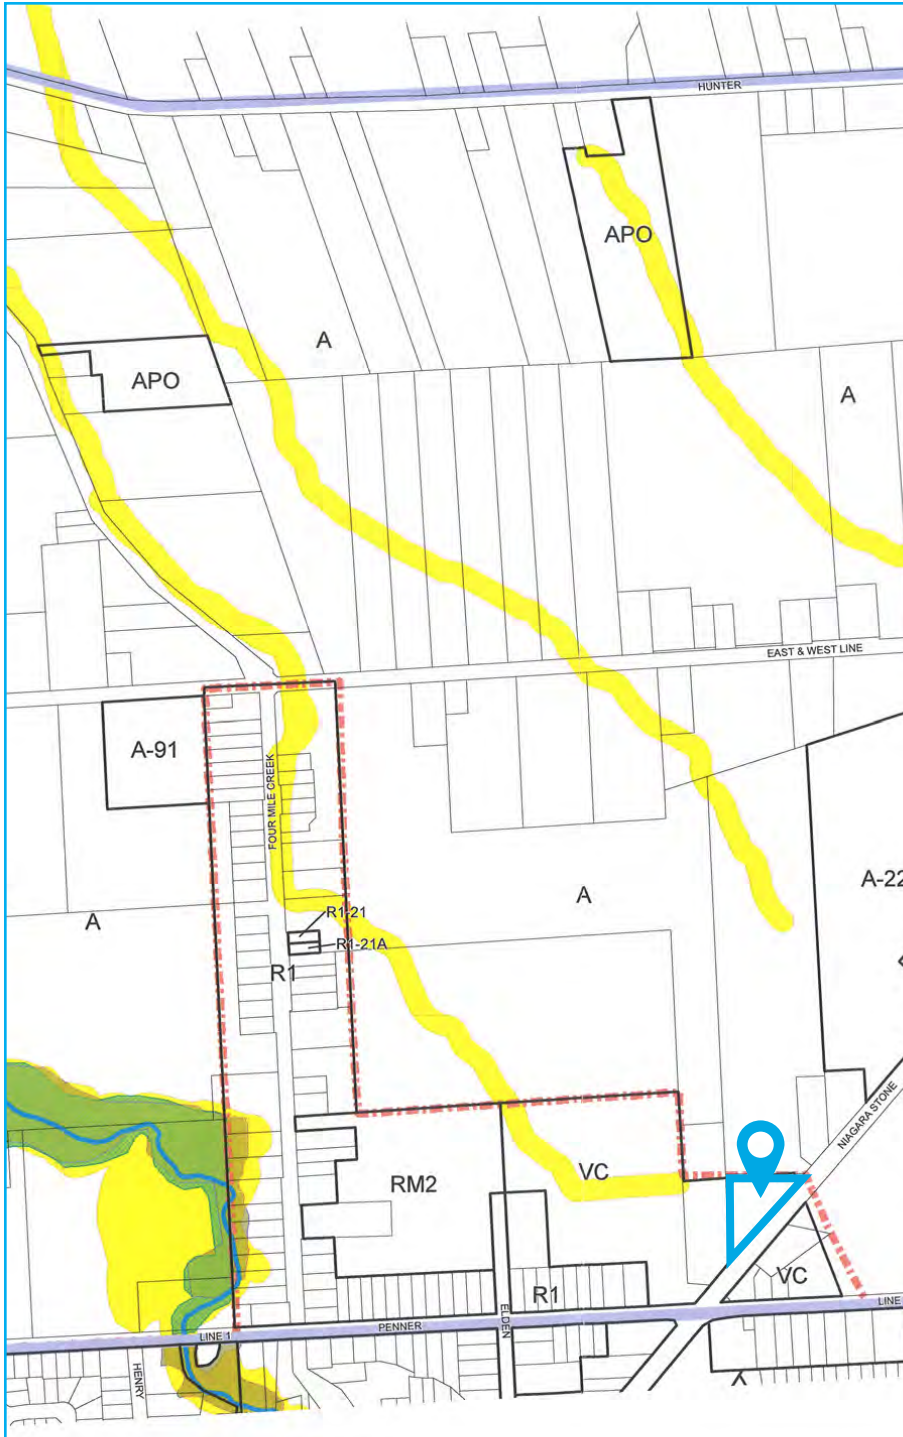 HUNTER
APO
A
APO
A
EAST & WEST LINE
A-91
FOUR MILE CREEK
A-22
A
A
R1-21
R1-21A
R1
NIAGARA STONE
RM2
VC
VC
R1
ELDEN
PENNER
LINE 1
LINE
HENRY